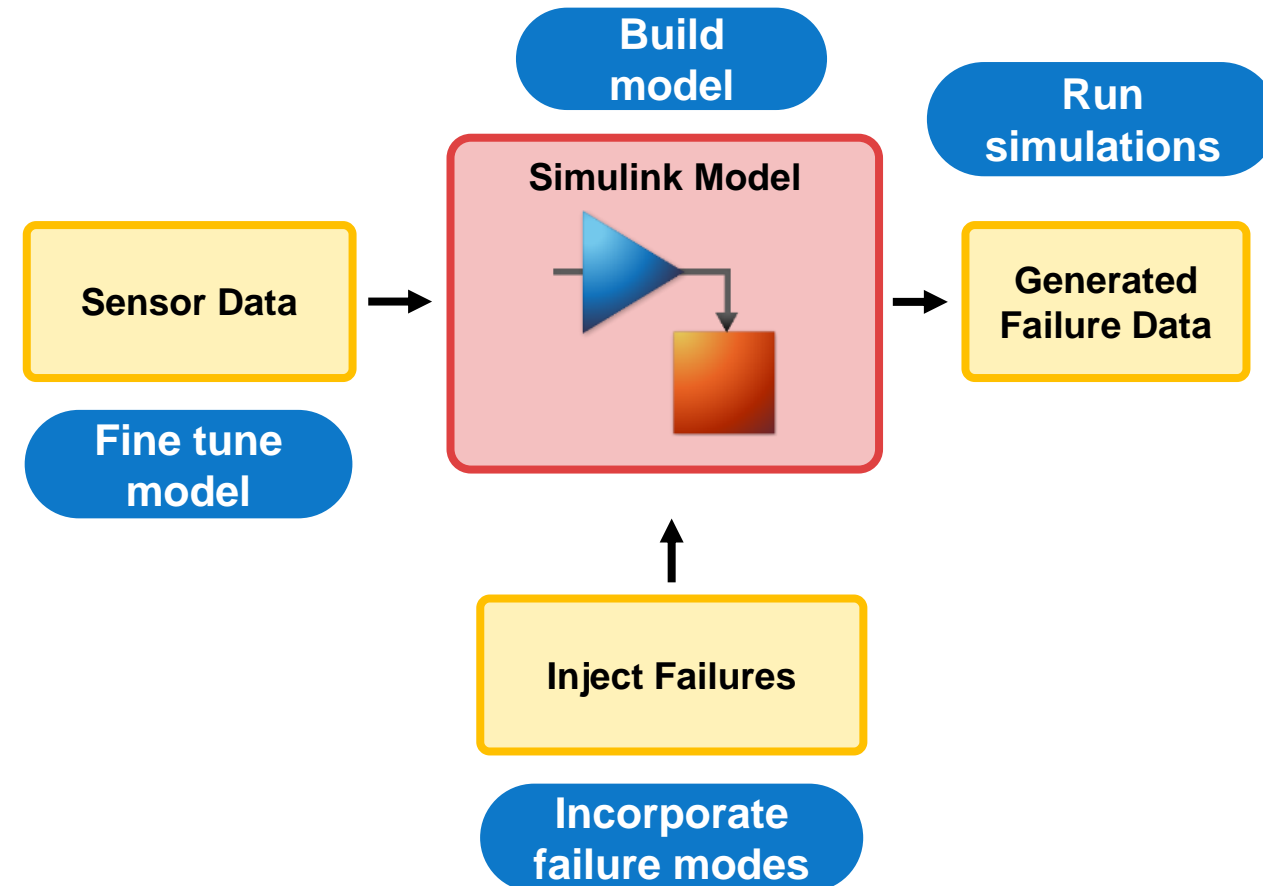 Build
model
Run
simulations
Simulink Model
Sensor Data
Generated
Failure Data
Fine tune
model
Inject Failures
Incorporate
failure modes